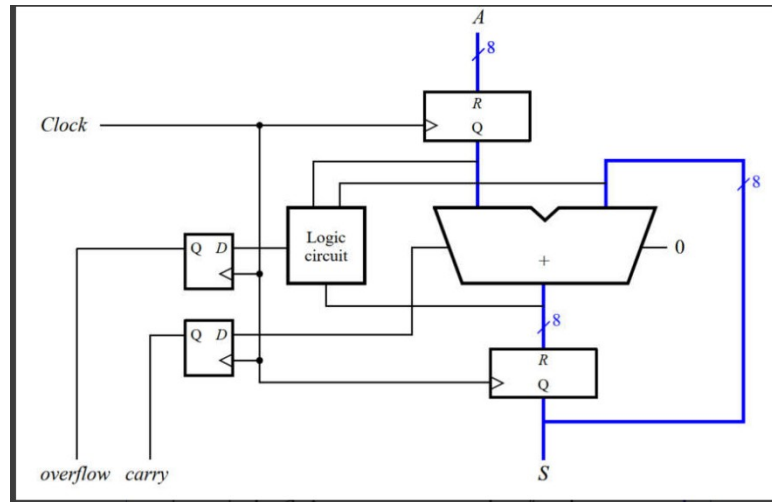 A
8
R
Clock
Q
8
Logic
circuit
Q D
0
+
8
Q D
R
Q
overflow carry
S